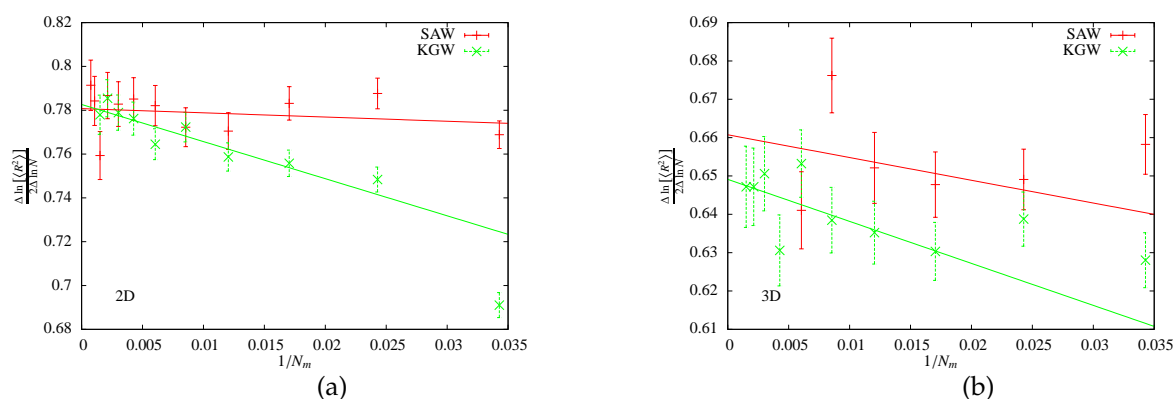 0.82
0.8
0.78
0.76
0.74
0.72
0.7
0.68
Δ ln [⟨R²⟩]
2Δ ln N
SAW
KGW
2D
0 0.005 0.01 0.015 0.02 0.025 0.03 0.035
1/Nₘ
(a)
0.69
0.68
0.67
0.66
0.65
0.64
0.63
0.62
0.61
Δ ln [⟨R²⟩]
2Δ ln N
SAW
KGW
3D
0 0.005 0.01 0.015 0.02 0.025 0.03 0.035
1/Nₘ
(b)